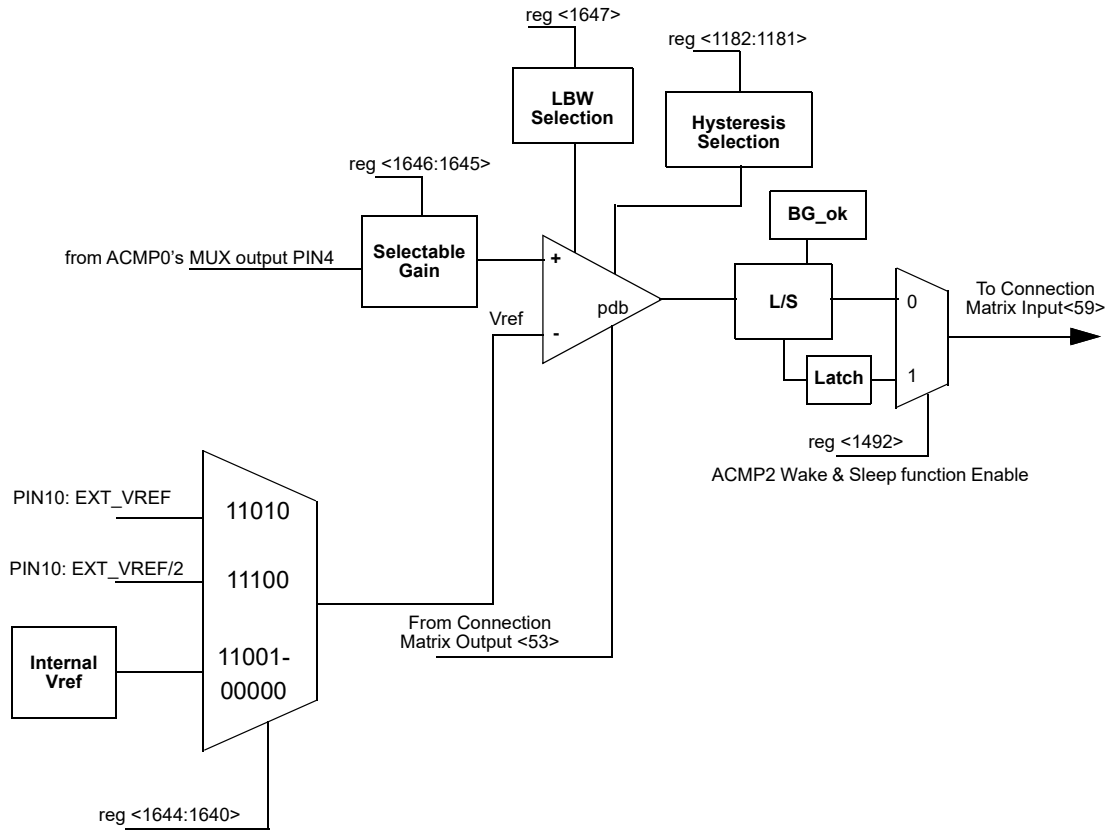 reg <1647>
reg <1182:1181>
LBW
Selection
Hysteresis
Selection
reg <1646:1645>
BG_ok
Selectable
Gain
from ACMP0's MUX output PIN4
+
L/S
0
To Connection
Matrix Input<59>
pdb
Vref
-
Latch
1
reg <1492>
ACMP2 Wake & Sleep function Enable
PIN10: EXT_VREF
11010
PIN10: EXT_VREF/2
11100
From Connection
Matrix Output <53>
Internal
Vref
11001-
00000
reg <1644:1640>